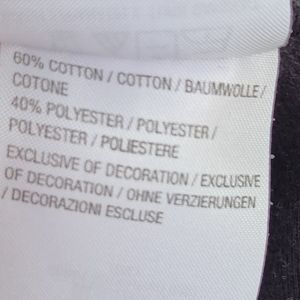 60% COTTON / COTTON / BAUMWOLLE /
COTONE
40% POLYESTER / POLYESTER /
POLYESTER / POLIESTERE
EXCLUSIVE OF DECORATION / EXCLUSIVE
OF DECORATION / OHNE VERZIERUNGEN
/ DECORAZIONI ESCLUSE